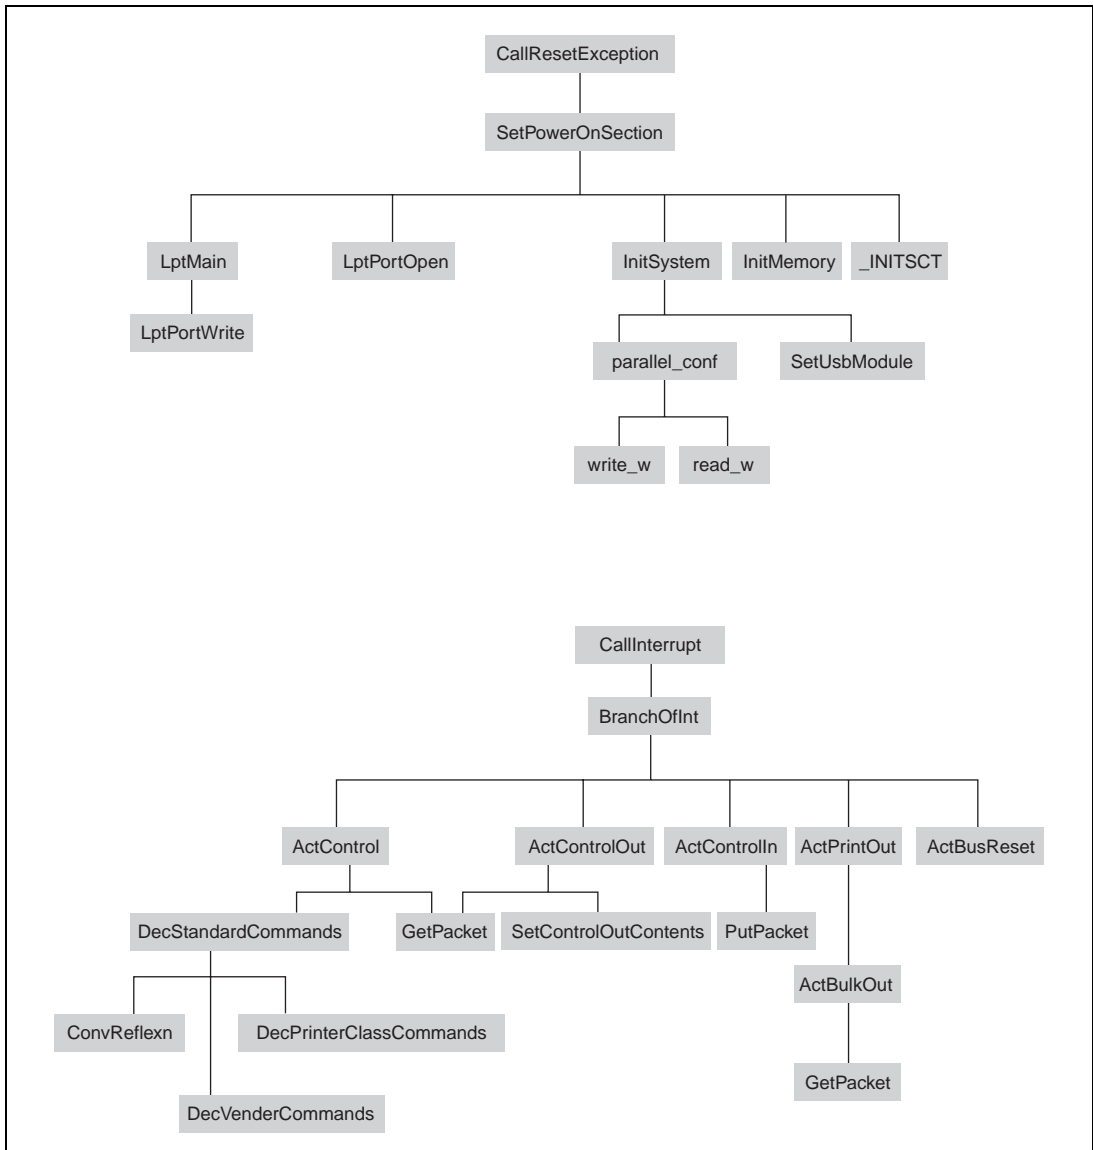 CallResetException
SetPowerOnSection
LptMain
LptPortOpen
InitSystem
InitMemory
_INITSCT
LptPortWrite
parallel_conf
SetUsbModule
write_w
read_w
CallInterrupt
BranchOfInt
ActControl
ActControlOut
ActControlIn
ActPrintOut
ActBusReset
DecStandardCommands
GetPacket
SetControlOutContents
PutPacket
ActBulkOut
ConvReflexn
DecPrinterClassCommands
GetPacket
DecVenderCommands